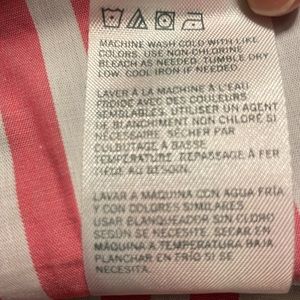 MACHINE WASH COLD WITH LIKE
COLORS. USE NON-CHLORINE
BLEACH AS NEEDED. TUMBLE DRY
LOW. COOL IRON IF NEEDED.
LAVER À LA MACHINE À L'EAU
FROIDE AVEC DES COULEURS
SEMBLABLES. UTILISER UN AGENT
DE BLANCHIMENT NON CHLORÉ SI
NÉCESSAIRE. SÉCHER PAR
CULBUTAGE À BASSE
TEMPÉRATURE. REPASSAGE À FER
TIÈDE AU BESOIN.
LAVAR A MÁQUINA CON AGUA FRÍA
Y CON COLORES SIMILARES
USAR BLANQUEADOR SIN CLORO
SEGÚN SE NECESITE. SECAR EN
MÁQUINA A TEMPERATURA BAJA
PLANCHAR EN FRÍO SI SE
NECESITA.